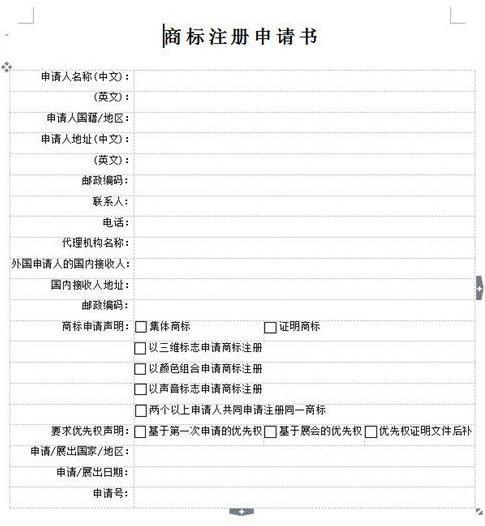 商标注册申请书
申请人名称(中文):
(英文):
申请人国籍/地区:
申请人地址(中文):
(英文):
邮政编码:
联系人:
电话:
代理机构名称:
外国申请人的国内接收人:
国内接收人地址:
邮政编码:
商标申请声明: 集体商标 证明商标
以三维标志申请商标注册
以颜色组合申请商标注册
以声音标志申请商标注册
两个以上申请人共同申请注册同一商标
要求优先权声明: 基于第一次申请的优先权 基于展会的优先权 优先权证明文件后补
申请/展出国家/地区:
申请/展出日期:
申请号: